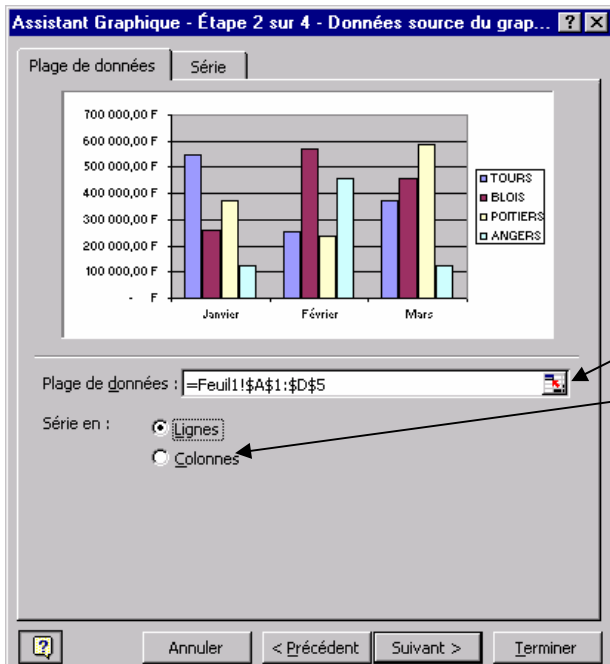 Assistant Graphique - Étape 2 sur 4 - Données source du grap... ? ×
Plage de données Série
700 000,00 F
600 000,00 F
500 000,00 F
400 000,00 F
300 000,00 F
200 000,00 F
100 000,00 F
- F
Janvier Février Mars
TOURS
BLOIS
POITIERS
ANGERS
Plage de données : =Feuil1!$A$1:$D$5
Série en : Lignes
Colonnes
? Annuler < Précédent Suivant > Terminer